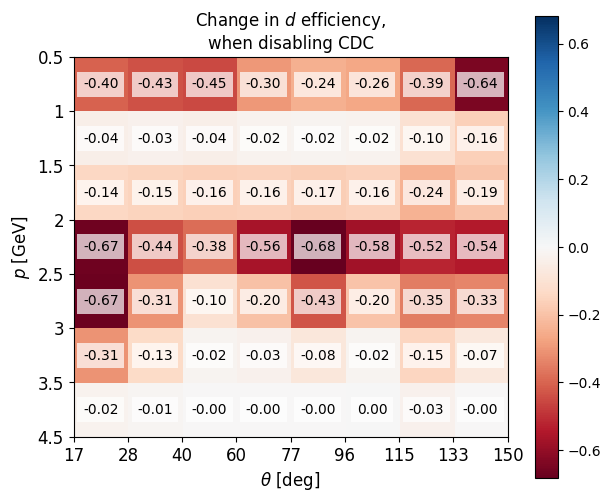 Change in d efficiency,
when disabling CDC
0.5
-0.40 -0.43 -0.45 -0.30 -0.24 -0.26 -0.39 -0.64
1
-0.04 -0.03 -0.04 -0.02 -0.02 -0.02 -0.10 -0.16
1.5
-0.14 -0.15 -0.16 -0.16 -0.17 -0.16 -0.24 -0.19
2
-0.67 -0.44 -0.38 -0.56 -0.68 -0.58 -0.52 -0.54
2.5
-0.67 -0.31 -0.10 -0.20 -0.43 -0.20 -0.35 -0.33
3
-0.31 -0.13 -0.02 -0.03 -0.08 -0.02 -0.15 -0.07
3.5
-0.02 -0.01 -0.00 -0.00 -0.00 0.00 -0.03 -0.00
4.5
p [GeV]
17 28 40 60 77 96 115 133 150
θ [deg]
0.6
0.4
0.2
0.0
−0.2
−0.4
−0.6